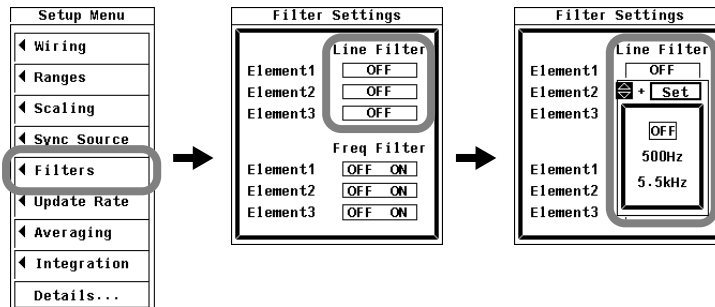 Setup Menu
Wiring
Ranges
Scaling
Sync Source
Filters
Update Rate
Averaging
Integration
Details...
Filter Settings
Line Filter
Element1 OFF
Element2 OFF
Element3 OFF
Freq Filter
Element1 OFF ON
Element2 OFF ON
Element3 OFF ON
Filter Settings
Line Filter
Element1 OFF
Element2 + Set
Element3
OFF
500Hz
5.5kHz
Element1
Element2
Element3